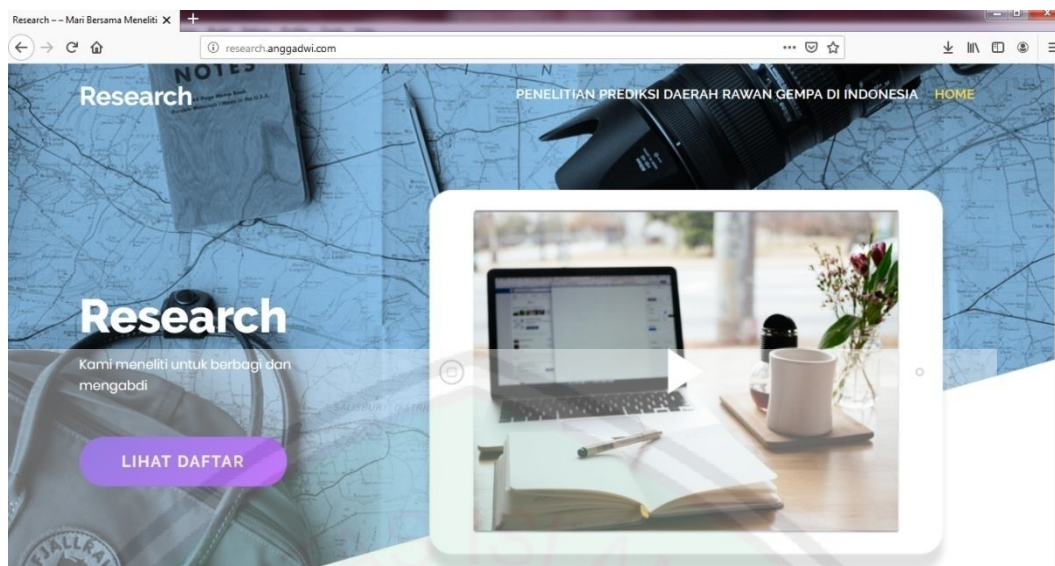 Research – – Mari Bersama Meneliti
research.anggadwi.com
NOTES
Research
PENELITIAN PREDIKSI DAERAH RAWAN GEMPA DI INDONESIA HOME
Research
Kami meneliti untuk berbagi dan
mengabdi
LIHAT DAFTAR